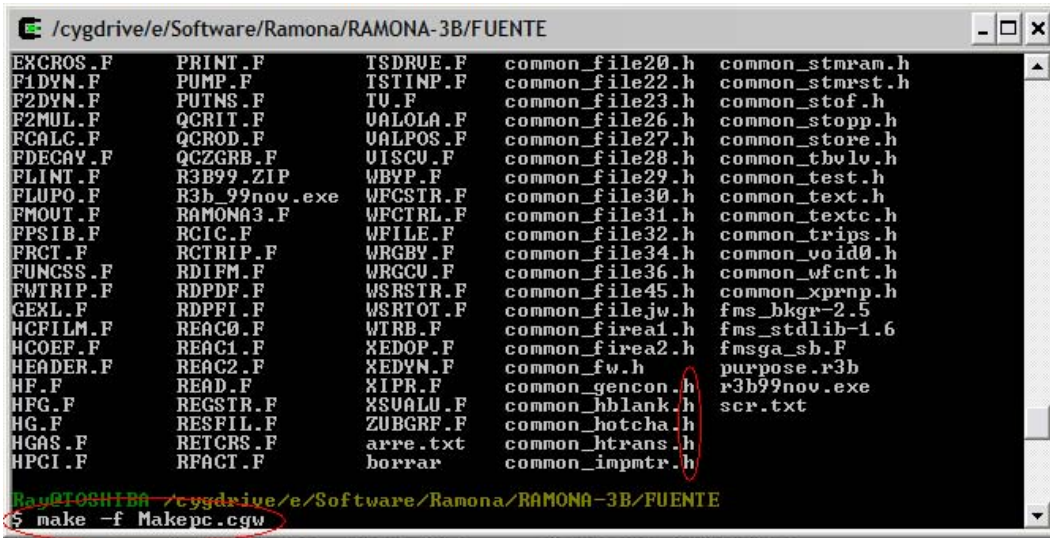 /cygdrive/e/Software/Ramona/RAMONA-3B/FUENTE
EXCROS.F PRINT.F TSDRVE.F common_file20.h common_stmram.h
F1DYN.F PUMP.F TSTINP.F common_file22.h common_stmrst.h
F2DYN.F PUTNS.F TV.F common_file23.h common_stof.h
F2MUL.F QCRIT.F VALOLA.F common_file26.h common_stopp.h
FCALC.F QCROD.F VALPOS.F common_file27.h common_store.h
FDECAY.F QCZGRB.F VISCV.F common_file28.h common_tbvlv.h
FLINT.F R3B99.ZIP WBYP.F common_file29.h common_test.h
FLUPO.F R3b_99nov.exe WFCSTR.F common_file30.h common_text.h
FMOVT.F RAMONA3.F WFCTRL.F common_file31.h common_textc.h
FPSIB.F RCIC.F WFILE.F common_file32.h common_trips.h
FRCT.F RCTRIP.F WRGBY.F common_file34.h common_void0.h
FUNCSS.F RDIFM.F WRGCV.F common_file36.h common_wfcnt.h
FWTRIP.F RDPDF.F WSRSTR.F common_file45.h common_xprnp.h
GEXL.F RDPFI.F WSRTOT.F common_filejw.h fms_bkgr-2.5
HCFILM.F REAC0.F WTRB.F common_firea1.h fms_stdlib-1.6
HCOEF.F REAC1.F XEDOP.F common_firea2.h fmsga_sb.F
HEADER.F REAC2.F XEDYN.F common_fw.h purpose.r3b
HF.F READ.F XIPR.F common_gencon.h r3b99nov.exe
HFG.F REGSTR.F XSVALU.F common_hblank.h scr.txt
HG.F RESFIL.F ZUBGRF.F common_hotcha.h
HGAS.F RETCRS.F arre.txt common_htrans.h
HPCI.F RFACT.F borrar common_impmtr.h
Ray@TOSHIBA /cygdrive/e/Software/Ramona/RAMONA-3B/FUENTE
$ make -f Makepc.cgw